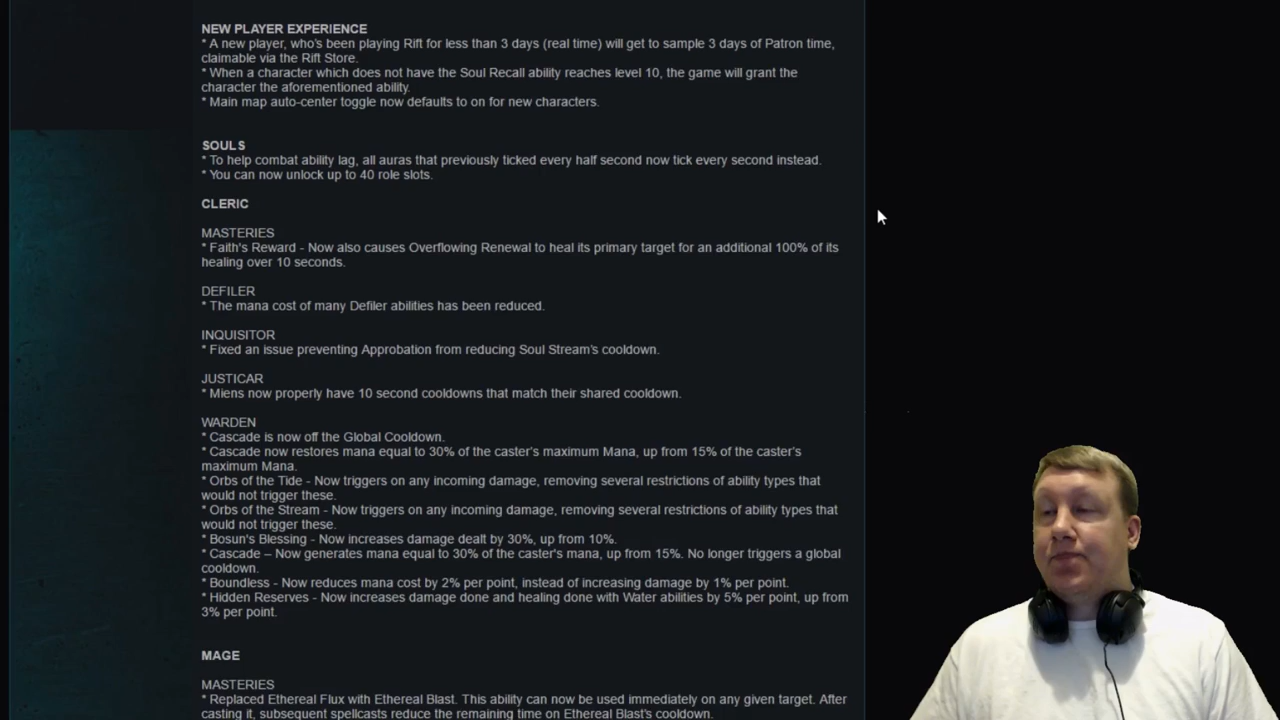 NEW PLAYER EXPERIENCE
* A new player, who's been playing Rift for less than 3 days (real time) will get to sample 3 days of Patron time,
claimable via the Rift Store.
* When a character which does not have the Soul Recall ability reaches level 10, the game will grant the
character the aforementioned ability.
* Main map auto-center toggle now defaults to on for new characters.
SOULS
* To help combat ability lag, all auras that previously ticked every half second now tick every second instead.
* You can now unlock up to 40 role slots.
CLERIC
MASTERIES
* Faith's Reward - Now also causes Overflowing Renewal to heal its primary target for an additional 100% of its
healing over 10 seconds.
DEFILER
* The mana cost of many Defiler abilities has been reduced.
INQUISITOR
* Fixed an issue preventing Approbation from reducing Soul Stream's cooldown.
JUSTICAR
* Miens now properly have 10 second cooldowns that match their shared cooldown.
WARDEN
* Cascade is now off the Global Cooldown.
* Cascade now restores mana equal to 30% of the caster's maximum Mana, up from 15% of the caster's
maximum Mana.
* Orbs of the Tide - Now triggers on any incoming damage, removing several restrictions of ability types that
would not trigger these.
* Orbs of the Stream - Now triggers on any incoming damage, removing several restrictions of ability types that
would not trigger these.
* Bosun's Blessing - Now increases damage dealt by 30%, up from 10%.
* Cascade – Now generates mana equal to 30% of the caster's mana, up from 15%. No longer triggers a global
cooldown.
* Boundless - Now reduces mana cost by 2% per point, instead of increasing damage by 1% per point.
* Hidden Reserves - Now increases damage done and healing done with Water abilities by 5% per point, up from
3% per point.
MAGE
MASTERIES
* Replaced Ethereal Flux with Ethereal Blast. This ability can now be used immediately on any given target. After
casting it, subsequent spellcasts reduce the remaining time on Ethereal Blast's cooldown.